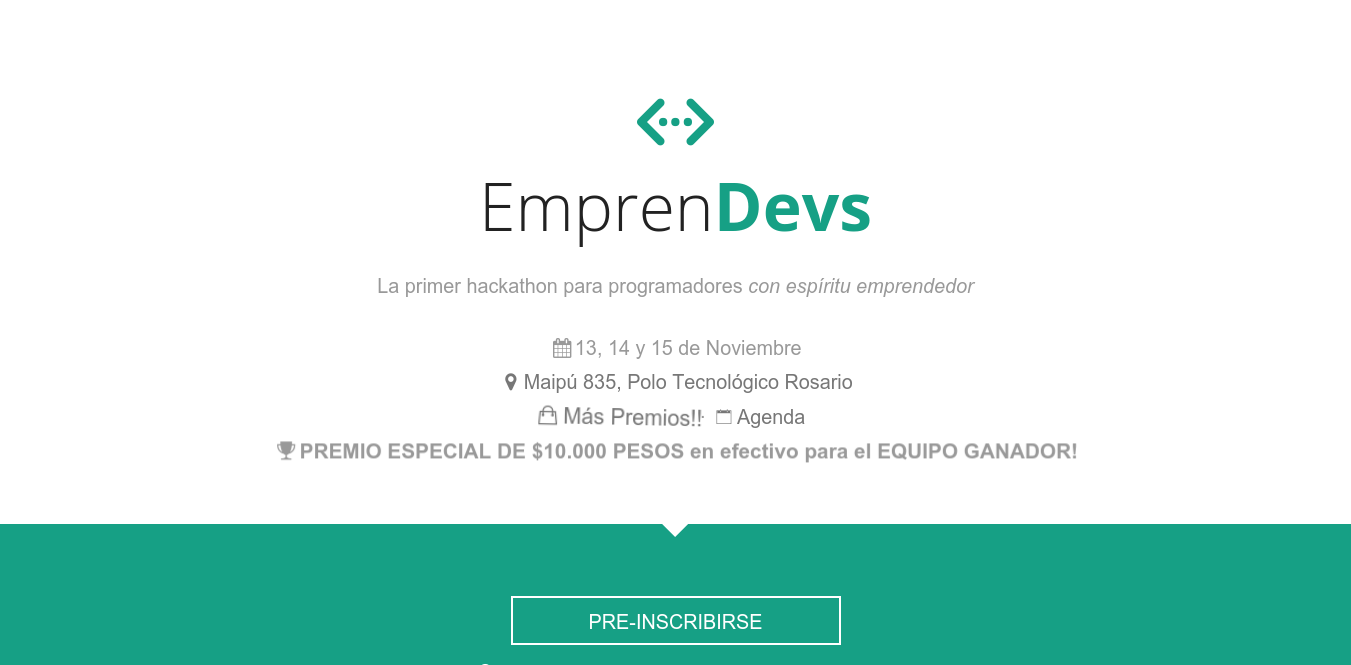 EmprenDevs
La primer hackathon para programadores con espíritu emprendedor
13, 14 y 15 de Noviembre
Maipú 835, Polo Tecnológico Rosario
Más Premios!! · Agenda
PREMIO ESPECIAL DE $10.000 PESOS en efectivo para el EQUIPO GANADOR!
PRE-INSCRIBIRSE